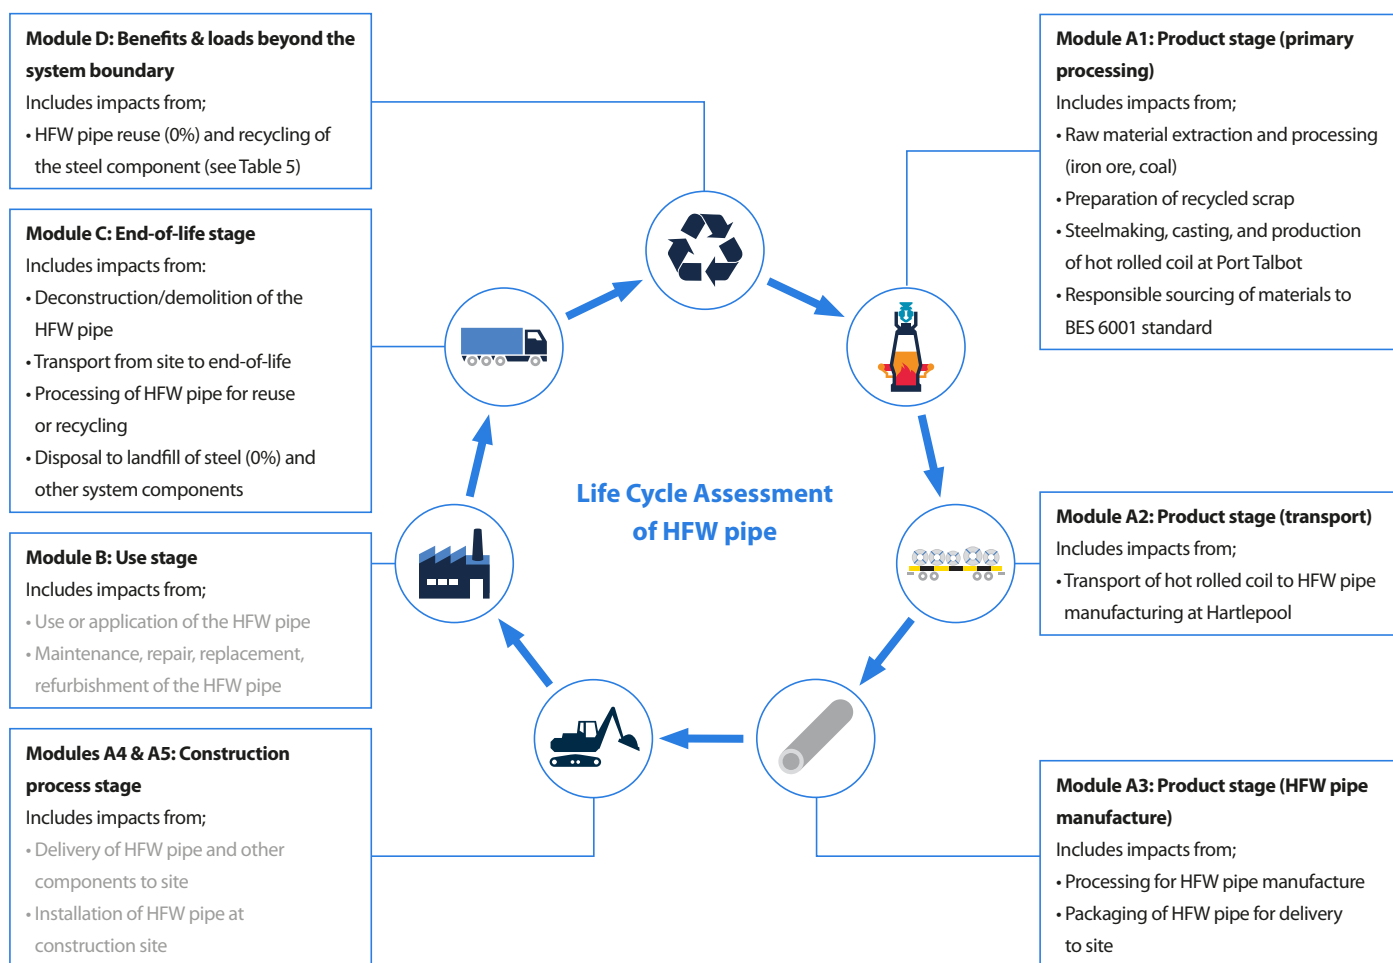 Module D: Benefits & loads beyond the
system boundary
Includes impacts from;
• HFW pipe reuse (0%) and recycling of
the steel component (see Table 5)
Module C: End-of-life stage
Includes impacts from:
• Deconstruction/demolition of the
HFW pipe
• Transport from site to end-of-life
• Processing of HFW pipe for reuse
or recycling
• Disposal to landfill of steel (0%) and
other system components
Module B: Use stage
Includes impacts from;
• Use or application of the HFW pipe
• Maintenance, repair, replacement,
refurbishment of the HFW pipe
Modules A4 & A5: Construction
process stage
Includes impacts from;
• Delivery of HFW pipe and other
components to site
• Installation of HFW pipe at
construction site
Life Cycle Assessment
of HFW pipe
Module A1: Product stage (primary
processing)
Includes impacts from;
• Raw material extraction and processing
(iron ore, coal)
• Preparation of recycled scrap
• Steelmaking, casting, and production
of hot rolled coil at Port Talbot
• Responsible sourcing of materials to
BES 6001 standard
Module A2: Product stage (transport)
Includes impacts from;
• Transport of hot rolled coil to HFW pipe
manufacturing at Hartlepool
Module A3: Product stage (HFW pipe
manufacture)
Includes impacts from;
• Processing for HFW pipe manufacture
• Packaging of HFW pipe for delivery
to site